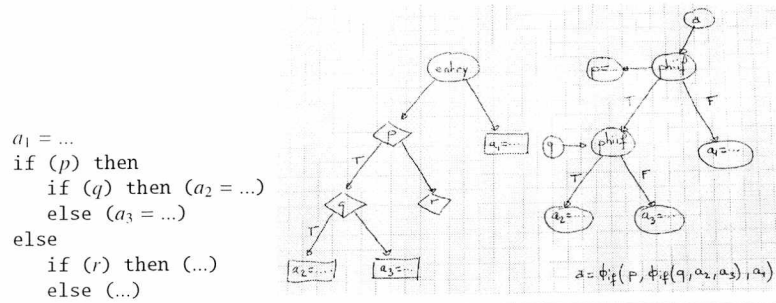 a₁ = ...
if (p) then
if (q) then (a₂ = ...)
else (a₃ = ...)
else
if (r) then (...)
else (...)
entry
p
a₁=...
T
q
r
T
a₂=...
a₃=...
a
p=...
phiif
T
F
q
phiif
a₁=...
T
F
a₂=...
a₃=...
a=ϕif(p, ϕif(q, a₂, a₃), a₁)